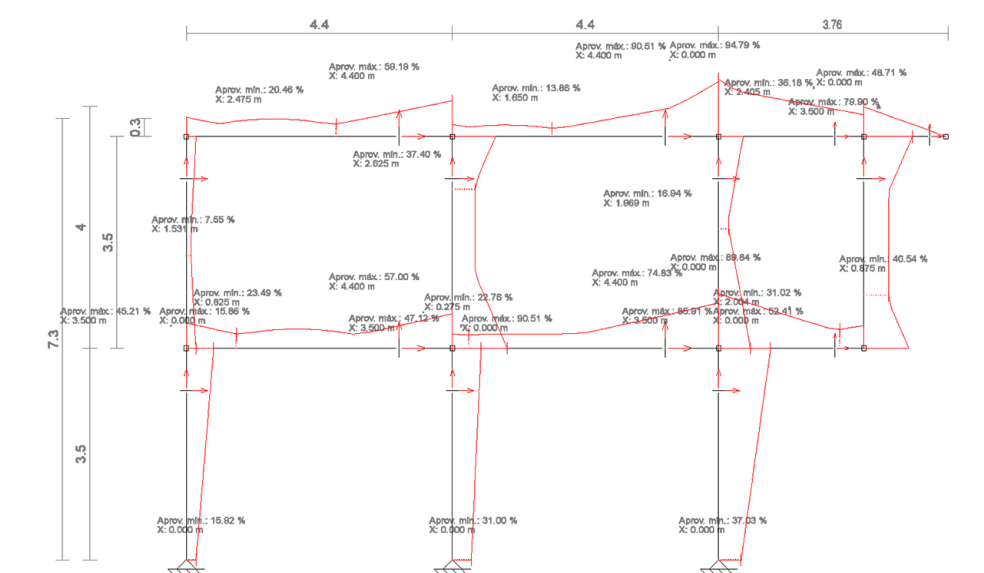 4.4
4.4
3.76
Aprov. máx.: 90.51 %
X: 4.400 m
Aprov. máx.: 94.79 %
X: 0.000 m
Aprov. máx.: 59.19 %
X: 4.400 m
Aprov. máx.: 48.71 %
X: 0.000 m
Aprov. mín.: 20.46 %
X: 2.475 m
Aprov. mín.: 13.86 %
X: 1.650 m
Aprov. mín.: 36.18 %
X: 2.405 m
Aprov. máx.: 79.90 %
X: 3.500 m
0.3
Aprov. mín.: 37.40 %
X: 2.625 m
Aprov. mín.: 16.94 %
X: 1.969 m
Aprov. mín.: 7.55 %
X: 1.531 m
4
3.5
Aprov. máx.: 89.84 %
X: 0.000 m
Aprov. mín.: 40.54 %
X: 0.875 m
Aprov. máx.: 57.00 %
X: 4.400 m
Aprov. máx.: 74.83 %
X: 4.400 m
Aprov. mín.: 23.49 %
X: 0.825 m
Aprov. mín.: 22.76 %
X: 0.275 m
Aprov. mín.: 31.02 %
X: 2.004 m
Aprov. máx.: 45.21 %
X: 3.500 m
Aprov. máx.: 15.86 %
X: 0.000 m
Aprov. máx.: 47.12 %
X: 3.500 m
Aprov. máx.: 90.51 %
X: 0.000 m
Aprov. máx.: 85.91 %
X: 3.500 m
Aprov. máx.: 52.41 %
X: 0.000 m
7.3
3.5
Aprov. mín.: 15.92 %
X: 0.000 m
Aprov. mín.: 31.00 %
X: 0.000 m
Aprov. mín.: 37.03 %
X: 0.000 m